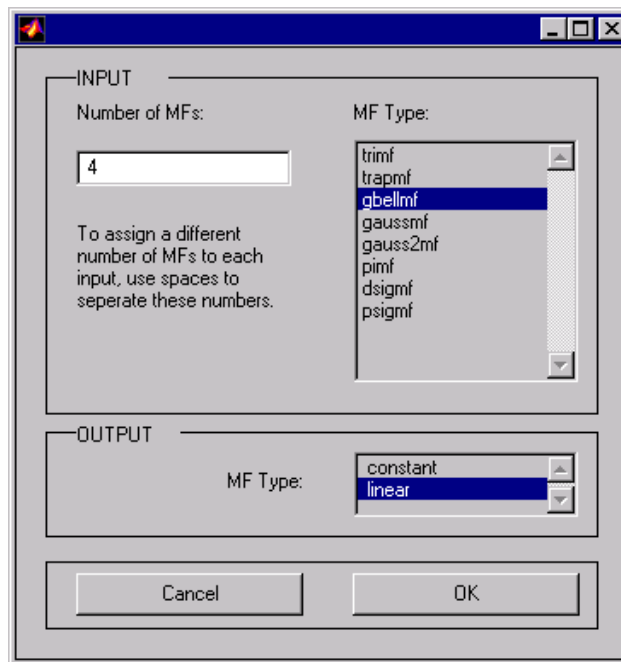 INPUT
Number of MFs:
MF Type:
4
trimf
trapmf
gbellmf
gaussmf
gauss2mf
pimf
dsigmf
psigmf
To assign a different
number of MFs to each
input, use spaces to
seperate these numbers.
OUTPUT
MF Type:
constant
linear
Cancel
OK